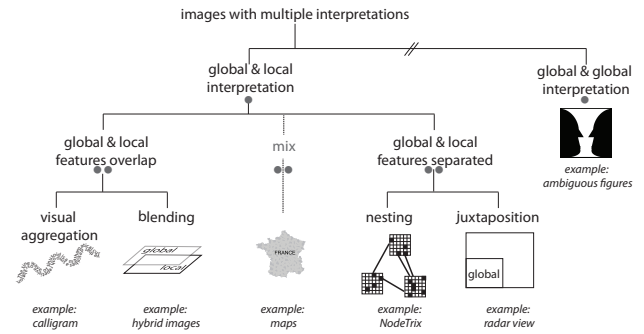 images with multiple interpretations
global & local
interpretation
global & global
interpretation
example:
ambiguous figures
global & local
features overlap
mix
global & local
features separated
visual
aggregation
blending
nesting
juxtaposition
global
local
FRANCE
global
example:
calligram
example:
hybrid images
example:
maps
example:
NodeTrix
example:
radar view